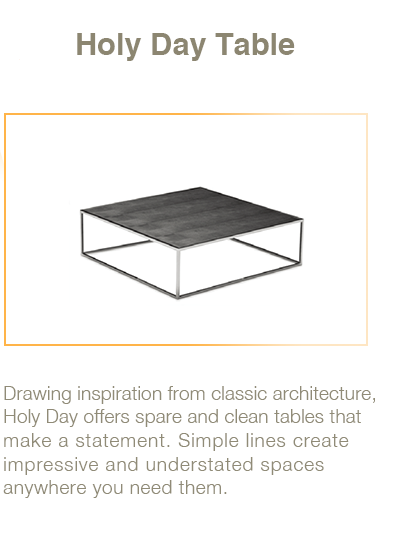 Holy Day Table
Drawing inspiration from classic architecture,
Holy Day offers spare and clean tables that
make a statement. Simple lines create
impressive and understated spaces
anywhere you need them.